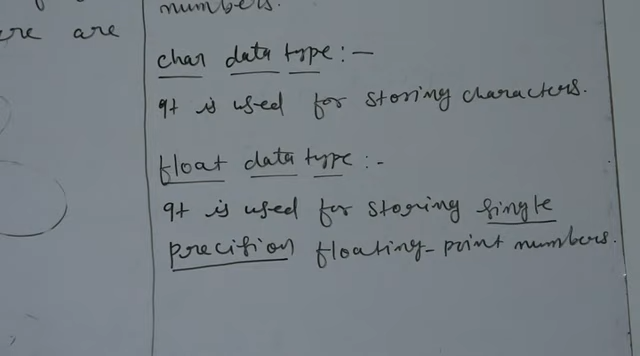 numbers.
ere are
char data type :-
It is used for storing characters.
float data type :-
It is used for storing single
precision floating-point numbers.